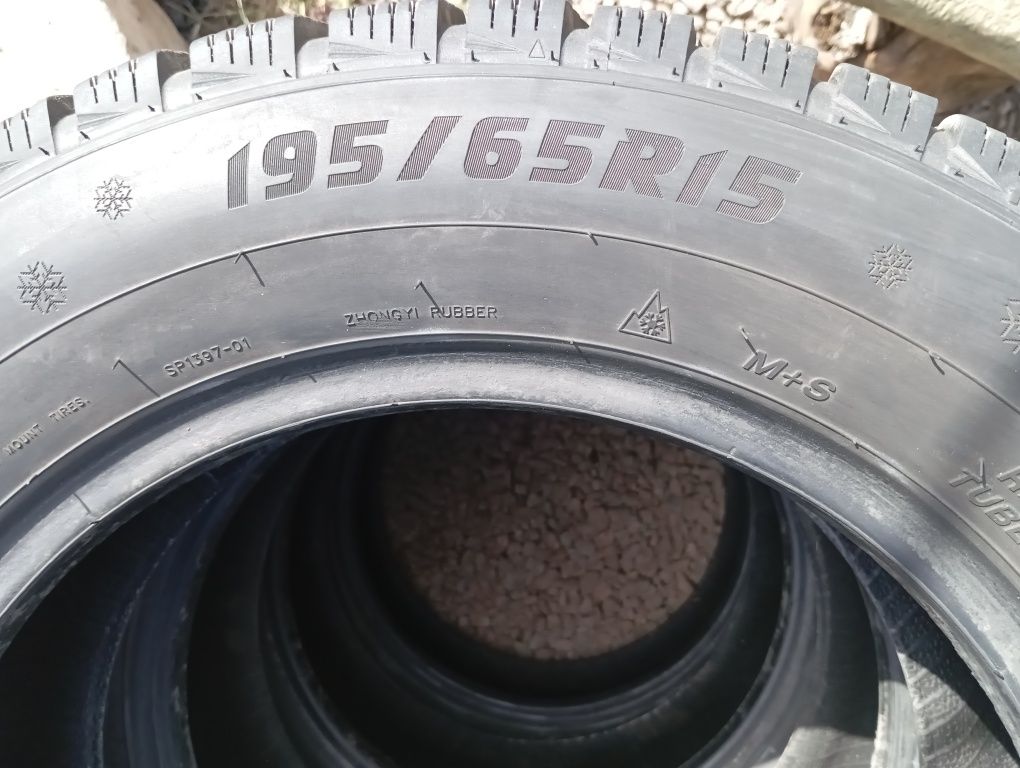 195/65R15
ZHONGYI RUBBER
SP1397-01
M+S
MOUNT TIRES.